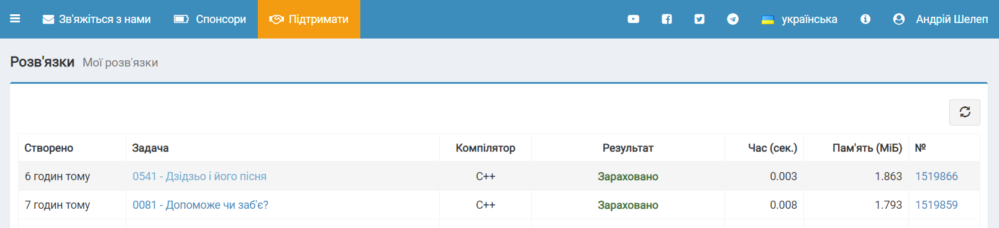 Зв'яжіться з нами Спонсори Підтримати українська Андрій Шелеп
Розв'язки Мої розв'язки
Створено Задача Компілятор Результат Час (сек.) Пам'ять (МіБ) №
6 годин тому 0541 - Дзідзьо і його пісня C++ Зараховано 0.003 1.863 1519866
7 годин тому 0081 - Допоможе чи заб'є? C++ Зараховано 0.008 1.793 1519859